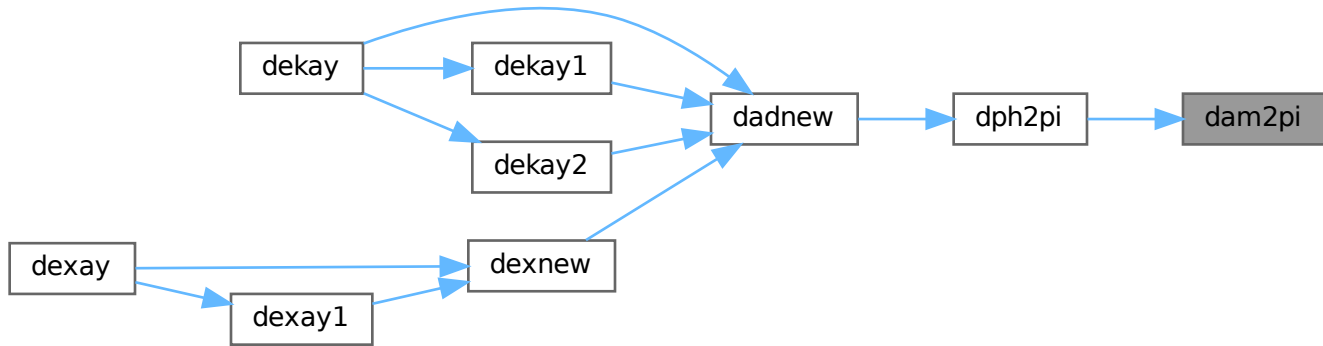 dekay
dekay1
dadnew
dph2pi
dam2pi
dekay2
dexay
dexnew
dexay1